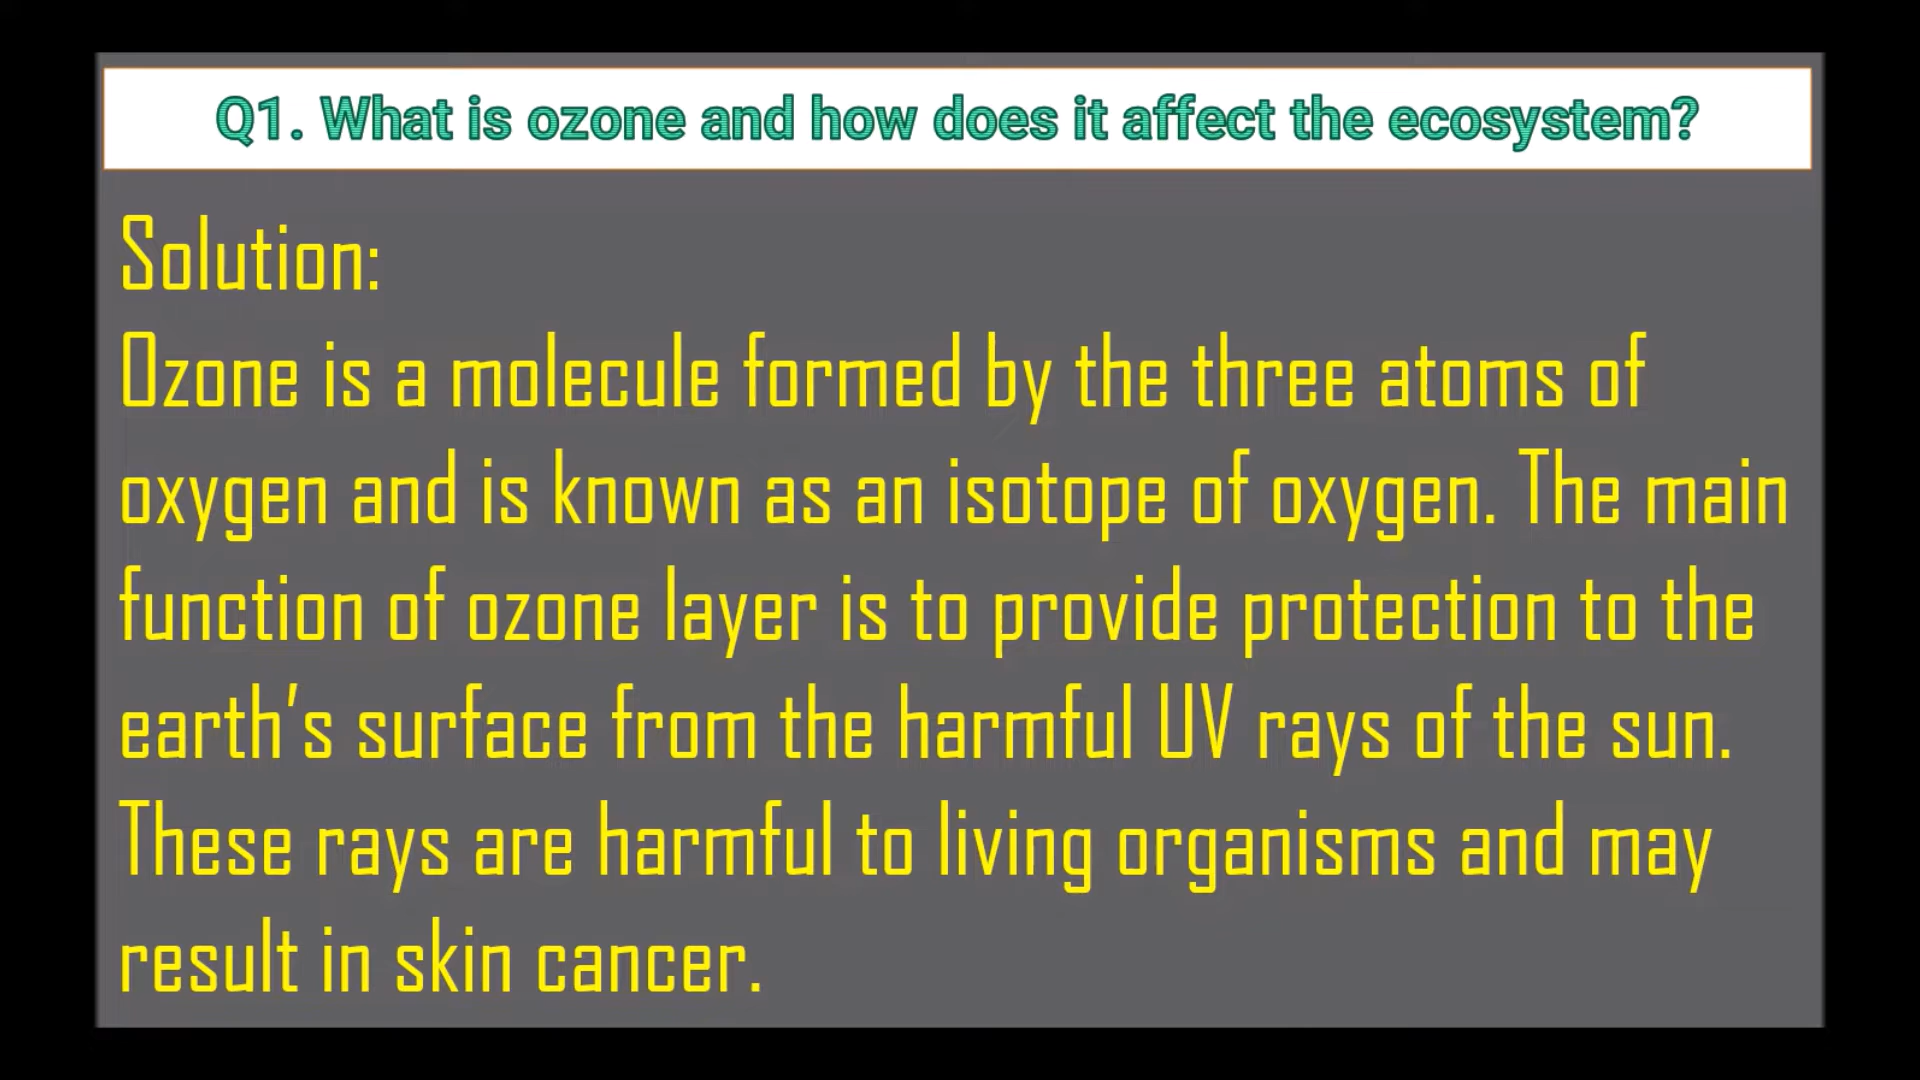 Q1. What is ozone and how does it affect the ecosystem?
Solution:
Ozone is a molecule formed by the three atoms of
oxygen and is known as an isotope of oxygen. The main
function of ozone layer is to provide protection to the
earth’s surface from the harmful UV rays of the sun.
These rays are harmful to living organisms and may
result in skin cancer.